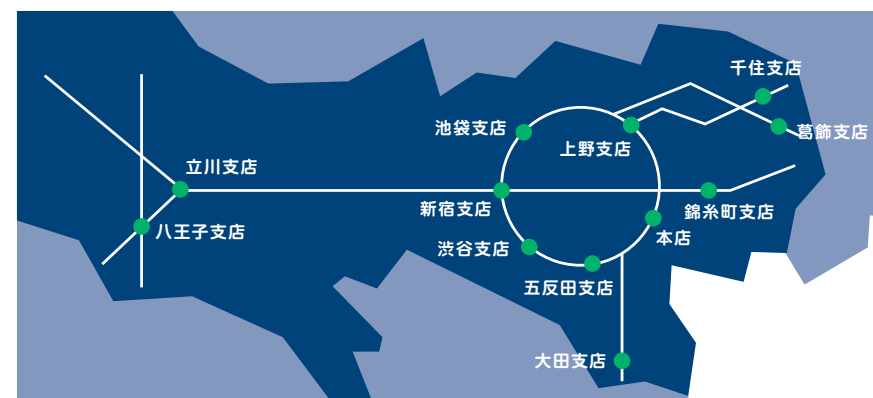 千住支店
池袋支店
葛飾支店
上野支店
立川支店
新宿支店
錦糸町支店
八王子支店
本店
渋谷支店
五反田支店
大田支店